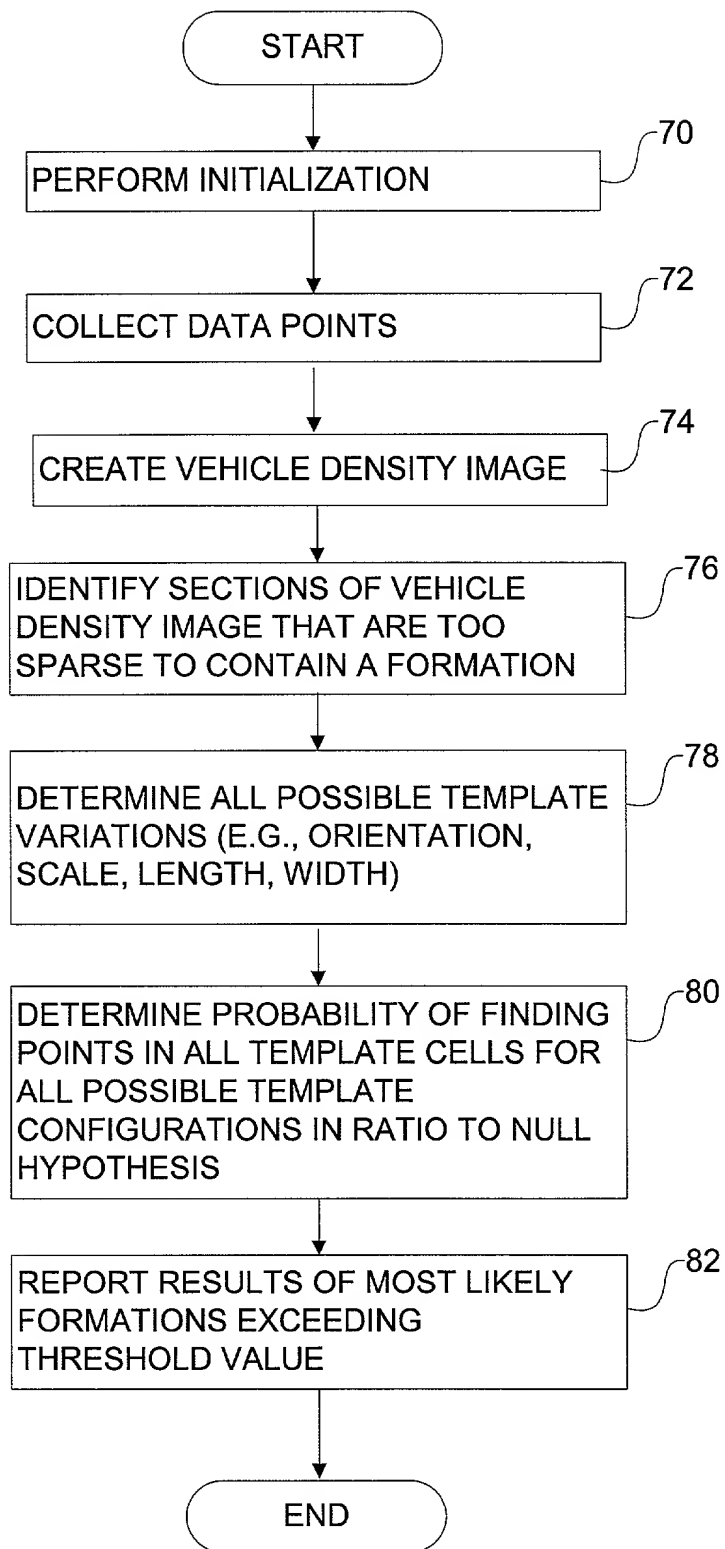 START
70
PERFORM INITIALIZATION
72
COLLECT DATA POINTS
74
CREATE VEHICLE DENSITY IMAGE
76
IDENTIFY SECTIONS OF VEHICLE
DENSITY IMAGE THAT ARE TOO
SPARSE TO CONTAIN A FORMATION
78
DETERMINE ALL POSSIBLE TEMPLATE
VARIATIONS (E.G., ORIENTATION,
SCALE, LENGTH, WIDTH)
80
DETERMINE PROBABILITY OF FINDING
POINTS IN ALL TEMPLATE CELLS FOR
ALL POSSIBLE TEMPLATE
CONFIGURATIONS IN RATIO TO NULL
HYPOTHESIS
82
REPORT RESULTS OF MOST LIKELY
FORMATIONS EXCEEDING
THRESHOLD VALUE
END